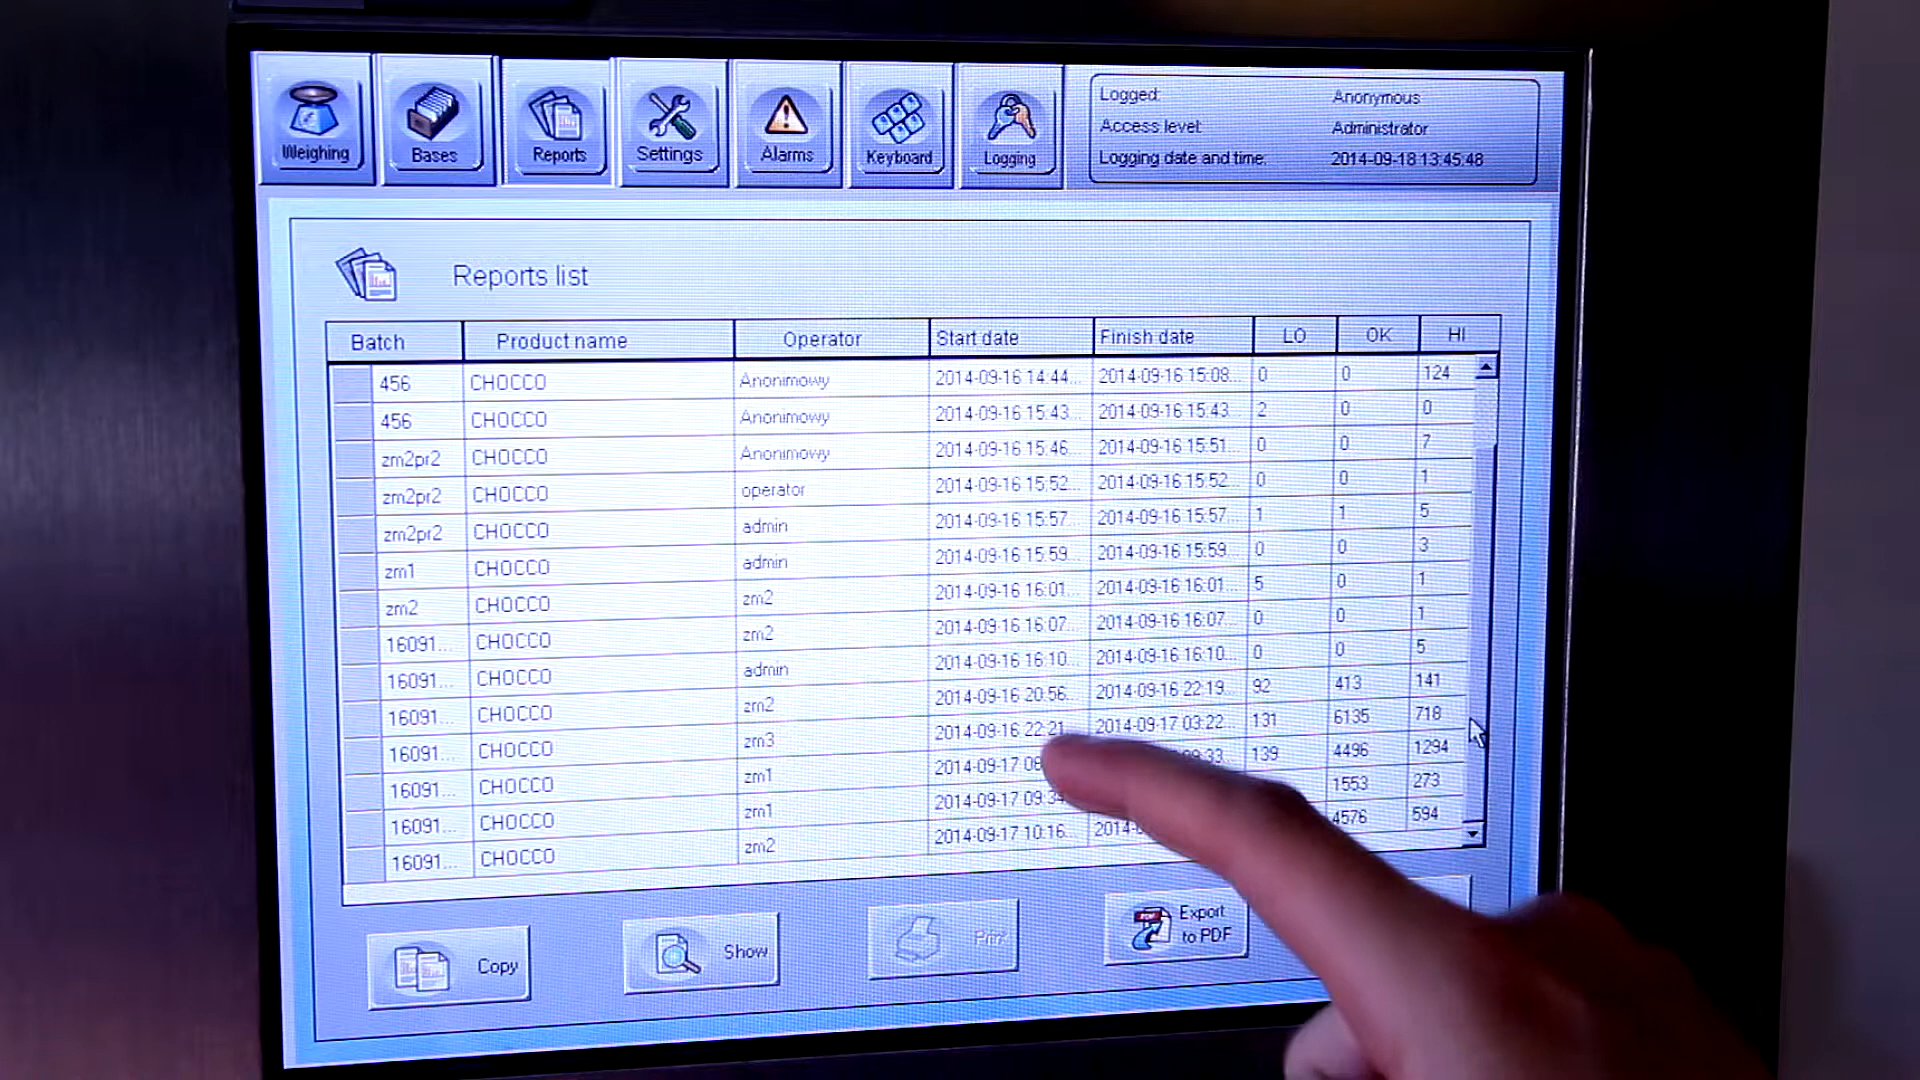 Weighing Bases Reports Settings Alarms Keyboard Logging
Logged: Anonymous
Access level: Administrator
Logging date and time: 2014-09-18 13:45:48
Reports list
Batch Product name Operator Start date Finish date LO OK HI
456 CHOCCO Anonimowy 2014-09-16 14:44... 2014-09-16 15:08... 0 0 124
456 CHOCCO Anonimowy 2014-09-16 15:43... 2014-09-16 15:43... 2 0 0
zm2pr2 CHOCCO Anonimowy 2014-09-16 15:46... 2014-09-16 15:51... 0 0 7
zm2pr2 CHOCCO operator 2014-09-16 15:52... 2014-09-16 15:52... 0 0 1
zm2pr2 CHOCCO admin 2014-09-16 15:57... 2014-09-16 15:57... 1 1 5
zm1 CHOCCO admin 2014-09-16 15:59... 2014-09-16 15:59... 0 0 3
zm2 CHOCCO zm2 2014-09-16 16:01... 2014-09-16 16:01... 5 0 1
16091... CHOCCO zm2 2014-09-16 16:07... 2014-09-16 16:07... 0 0 1
16091... CHOCCO admin 2014-09-16 16:10... 2014-09-16 16:10... 0 0 5
16091... CHOCCO zm2 2014-09-16 20:56... 2014-09-16 22:19... 92 413 141
16091... CHOCCO zm3 2014-09-16 22:21... 2014-09-17 03:22... 131 6135 718
16091... CHOCCO zm1 2014-09-17 139 4496 1294
16091... CHOCCO zm1 2014-09-17 09:34 1553 273
16091... CHOCCO zm2 2014-09-17 10:16... 4576 594
Copy Show Print Export to PDF